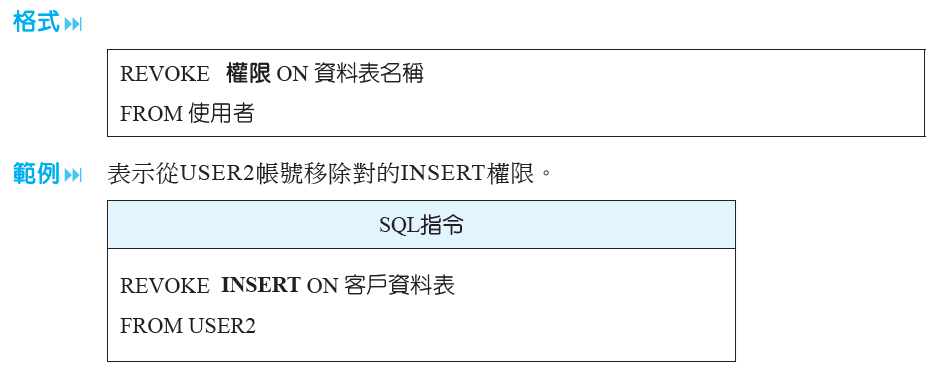 格式
REVOKE 權限 ON 資料表名稱
FROM 使用者
範例 表示從USER2帳號移除對的INSERT權限。
SQL指令
REVOKE INSERT ON 客戶資料表
FROM USER2